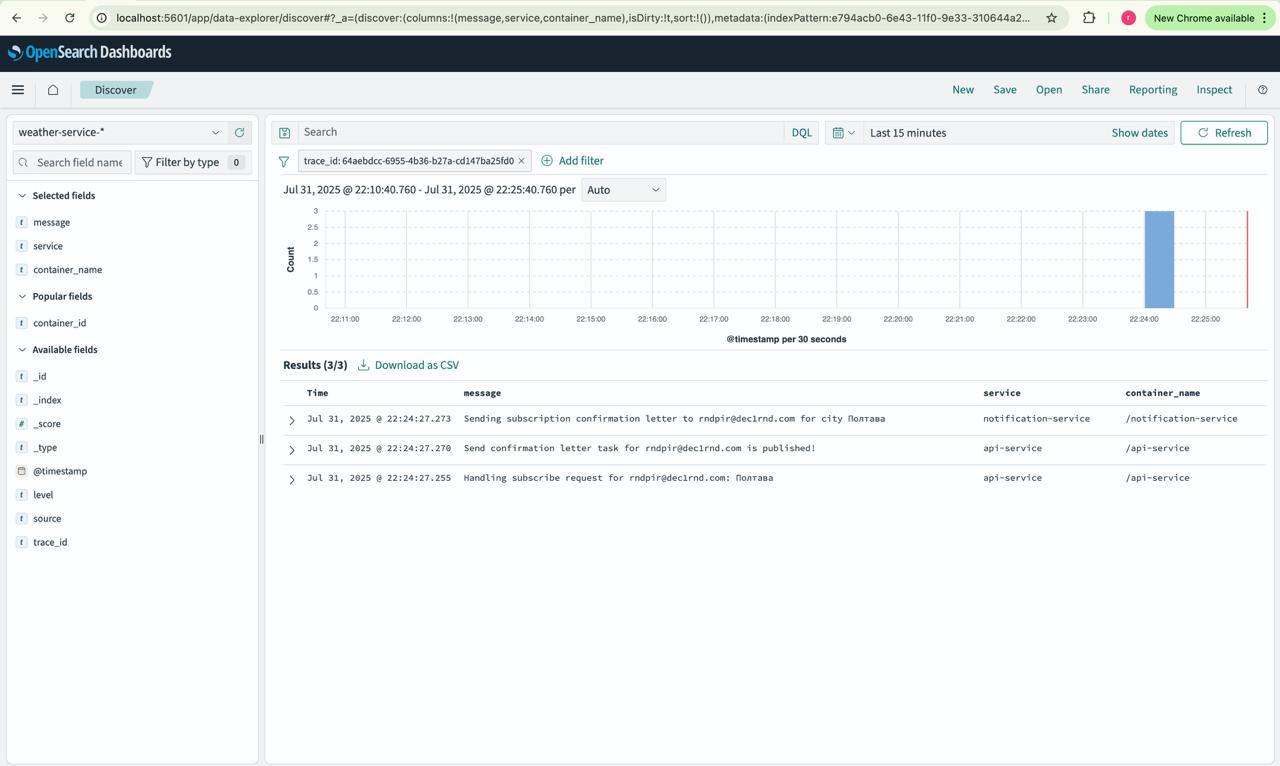 localhost:5601/app/data-explorer/discover#?_a=(discover:(columns:!(message,service,container_name),isDirty:!t,sort:!()),metadata:(indexPattern:e794acb0-6e43-11f0-9e33-310644a2...
r
New Chrome available
OpenSearch Dashboards
Discover
New Save Open Share Reporting Inspect
weather-service-*
Search
DQL
Last 15 minutes
Show dates
Refresh
Search field name
Filter by type 0
trace_id: 64aebdcc-6955-4b36-b27a-cd147ba25fd0 ×
Add filter
Selected fields
t message
t service
t container_name
Popular fields
t container_id
Available fields
t _id
t _index
# _score
t _type
@timestamp
t level
t source
t trace_id
Jul 31, 2025 @ 22:10:40.760 - Jul 31, 2025 @ 22:25:40.760 per Auto
Count
3
2.5
2
1.5
1
0.5
0
22:11:00 22:12:00 22:13:00 22:14:00 22:15:00 22:16:00 22:17:00 22:18:00 22:19:00 22:20:00 22:21:00 22:22:00 22:23:00 22:24:00 22:25:00
@timestamp per 30 seconds
Results (3/3) Download as CSV
Time message service container_name
Jul 31, 2025 @ 22:24:27.273 Sending subscription confirmation letter to rndpir@dec1rnd.com for city Полтава notification-service /notification-service
Jul 31, 2025 @ 22:24:27.270 Send confirmation letter task for rndpir@dec1rnd.com is published! api-service /api-service
Jul 31, 2025 @ 22:24:27.255 Handling subscribe request for rndpir@dec1rnd.com: Полтава api-service /api-service